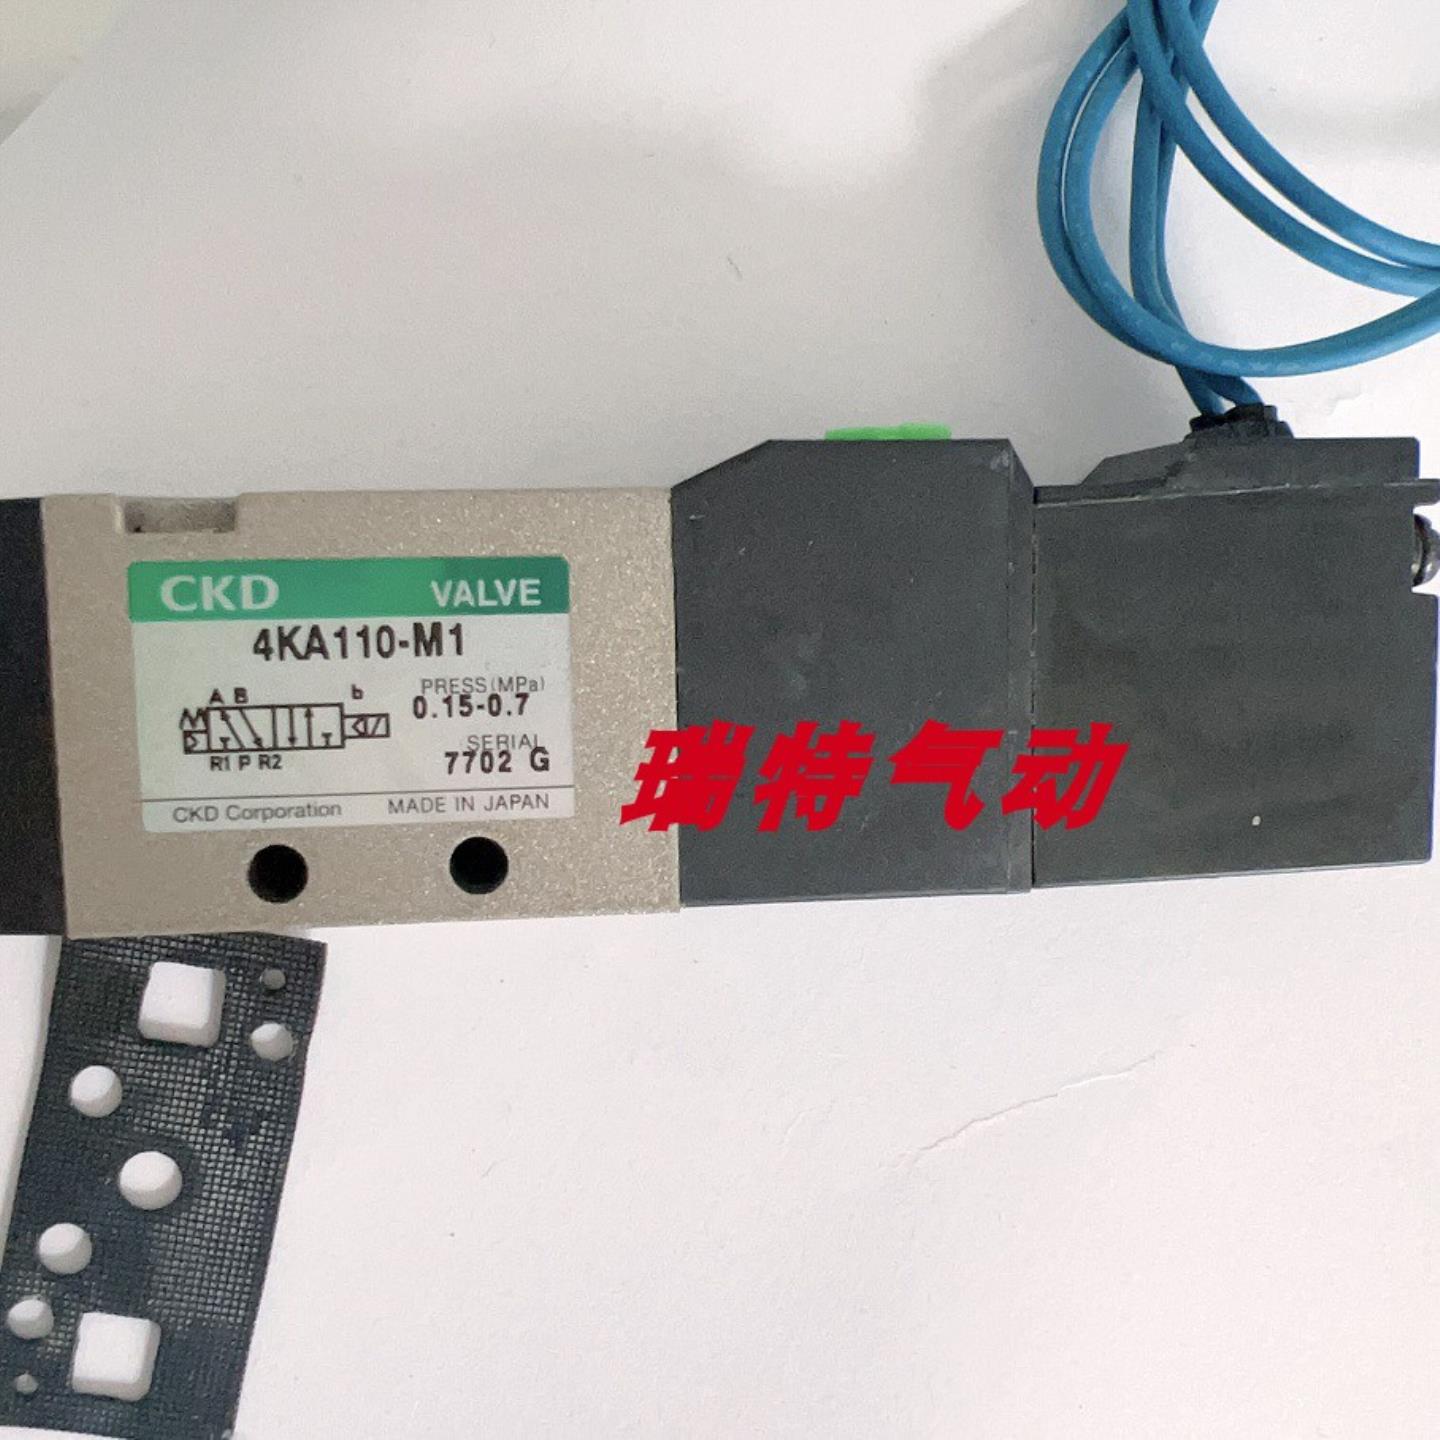 CKD VALVE
4KA110-M1
A B b
PRESS(MPa)
0.15-0.7
R1 P R2
SERIAL
7702 G
CKD Corporation MADE IN JAPAN
瑞特气动